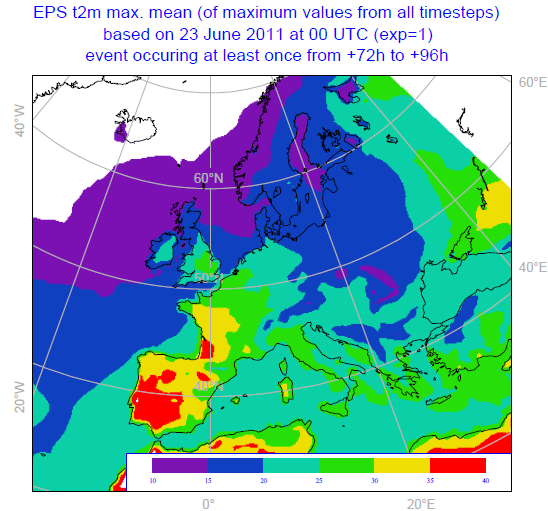 EPS t2m max. mean (of maximum values from all timesteps)
based on 23 June 2011 at 00 UTC (exp=1)
event occuring at least once from +72h to +96h
60°E
40°W
60°N
50°N
40°E
40°N
20°W
10 15 20 25 30 35 40
0° 20°E